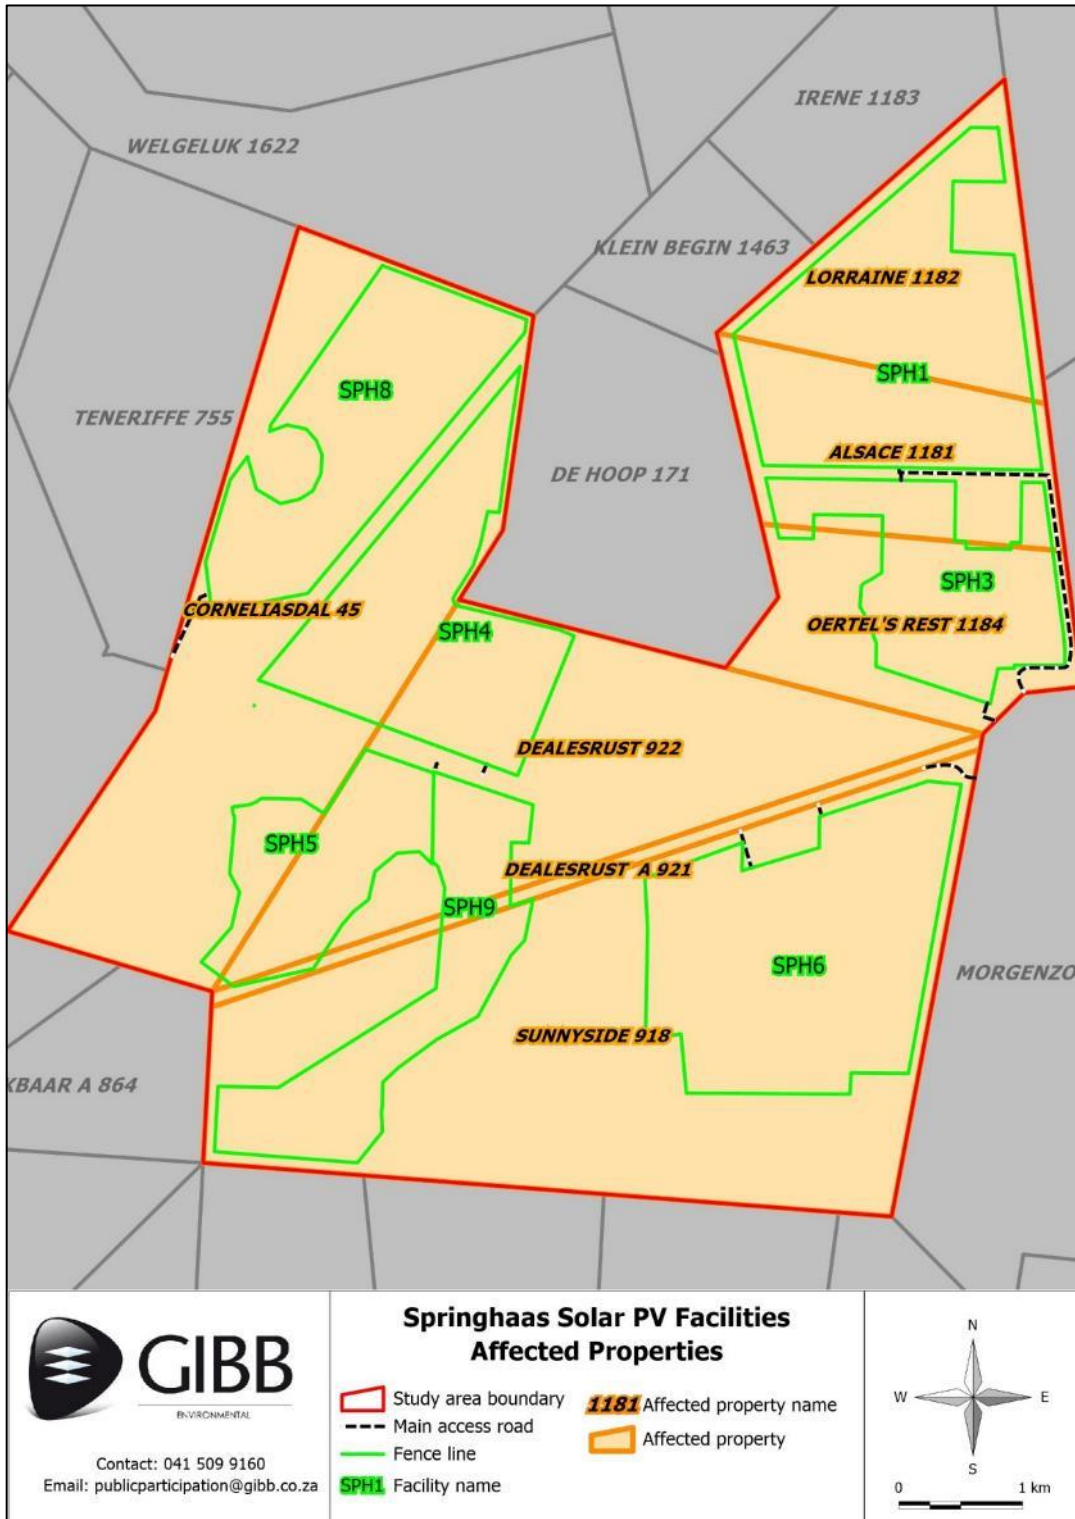 IRENE 1183
WELGELUK 1622
KLEIN BEGIN 1463
LORRAINE 1182
SPH1
SPH8
TENERIFFE 755
ALSACE 1181
DE HOOP 171
SPH3
CORNELIASDAL 45
OERTEL'S REST 1184
SPH4
DEALESRUST 922
SPH5
DEALESRUST A 921
SPH9
SPH6
MORGENZO
SUNNYSIDE 918
KBAAR A 864
GIBB
ENVIRONMENTAL
Contact: 041 509 9160
Email: publicparticipation@gibb.co.za
Springhaas Solar PV Facilities
Affected Properties
Study area boundary
Main access road
Fence line
SPH1 Facility name
1181 Affected property name
Affected property
N
W E
S
0 1 km